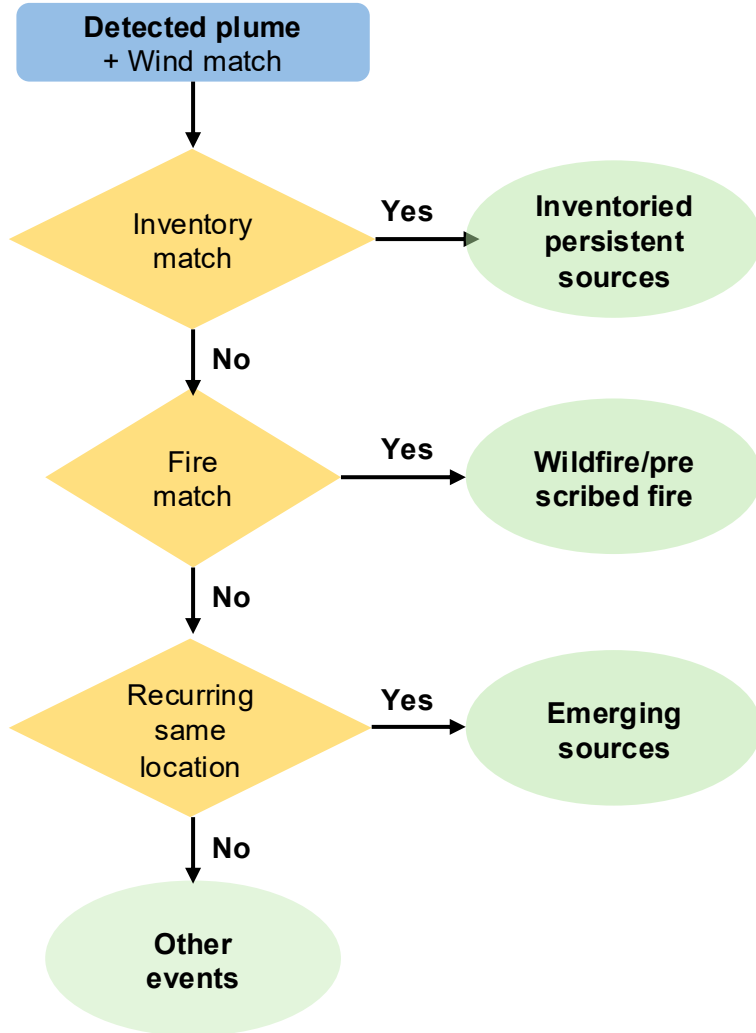 Detected plume
+ Wind match
Inventory
match
Yes
Inventoried
persistent
sources
No
Fire
match
Yes
Wildfire/pre
scribed fire
No
Recurring
same
location
Yes
Emerging
sources
No
Other
events